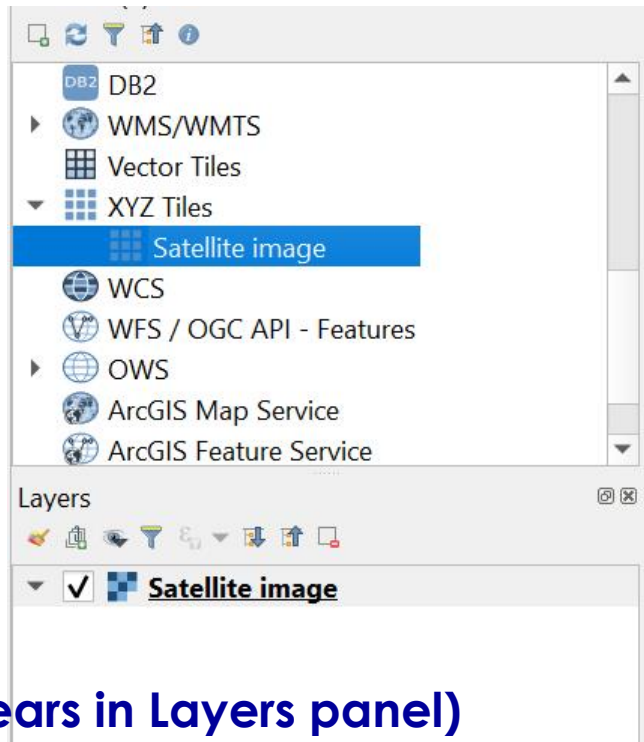 DB2 DB2
WMS/WMTS
Vector Tiles
XYZ Tiles
Satellite image
WCS
WFS / OGC API - Features
OWS
ArcGIS Map Service
ArcGIS Feature Service
Layers
Satellite image
ears in Layers panel)